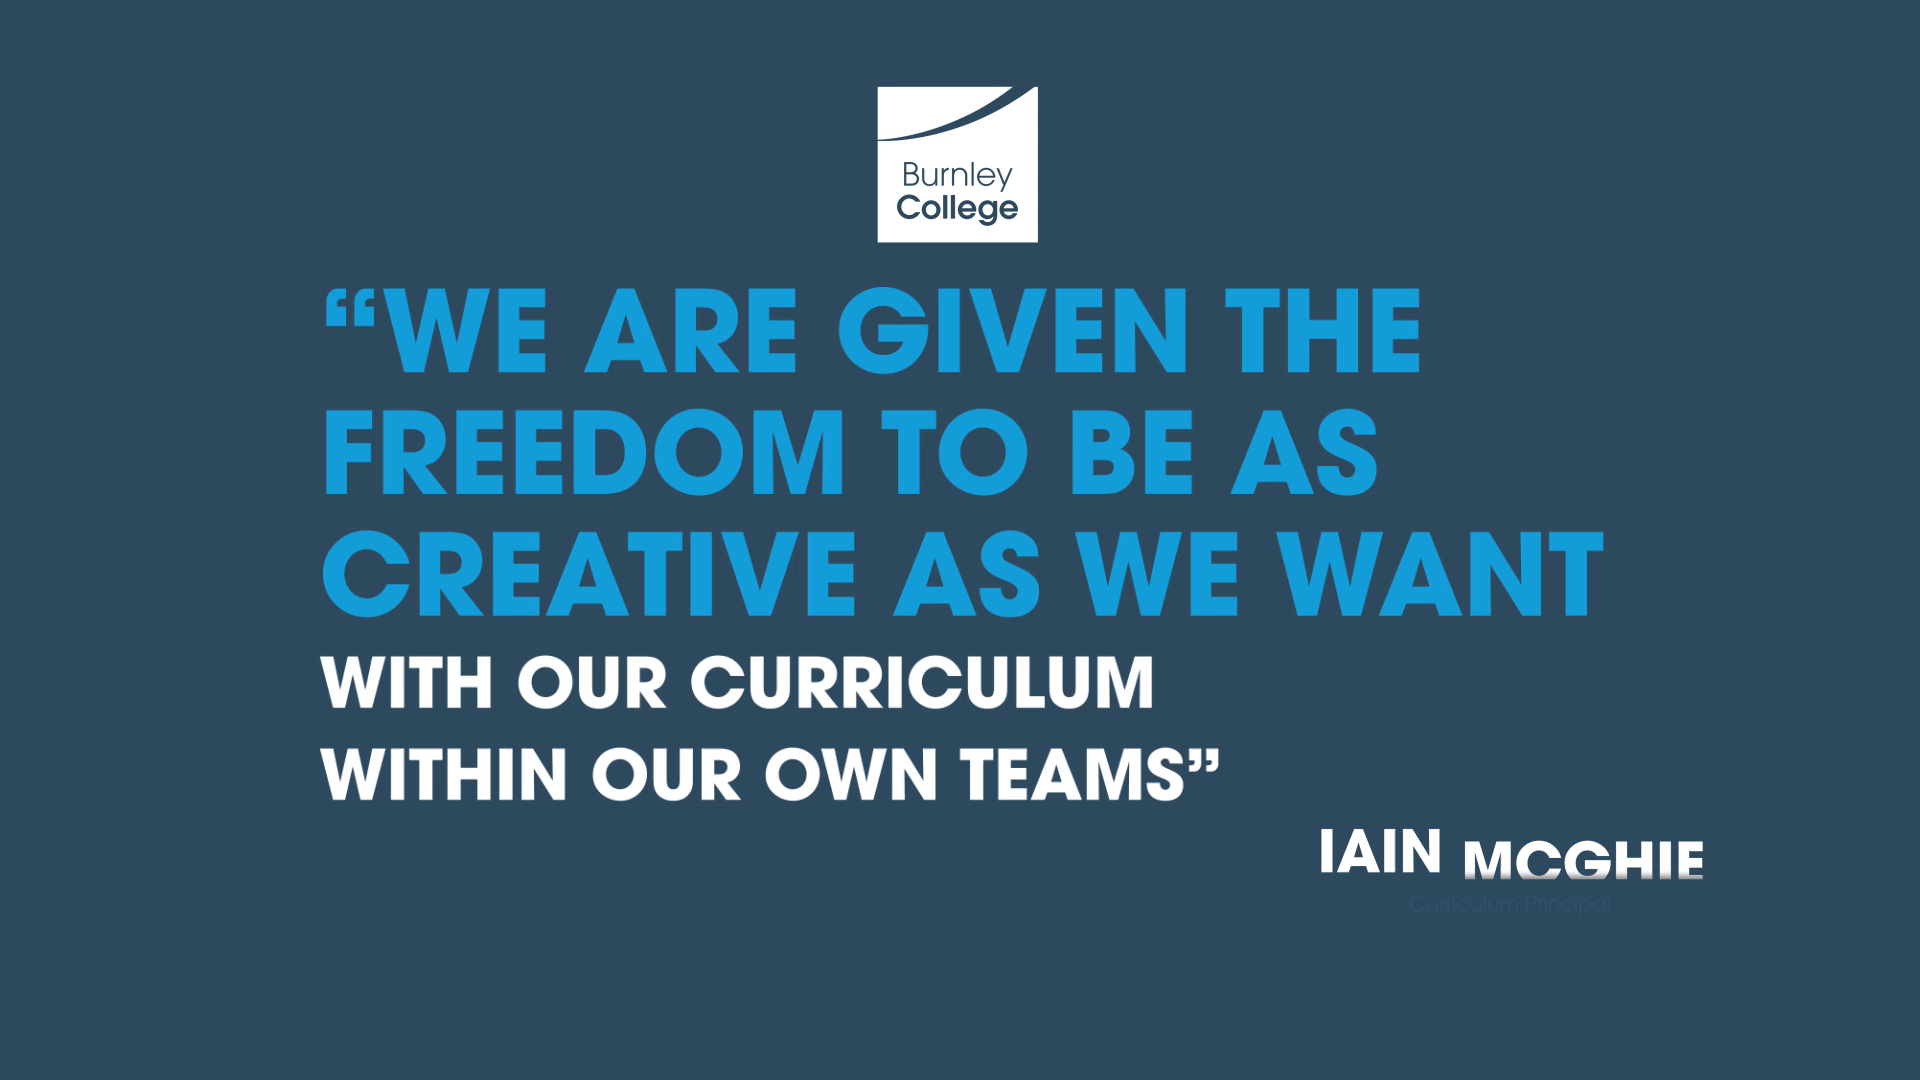 Burnley
College
“WE ARE GIVEN THE
FREEDOM TO BE AS
CREATIVE AS WE WANT
WITH OUR CURRICULUM
WITHIN OUR OWN TEAMS”
IAIN MCGHIE
Curriculum Principal